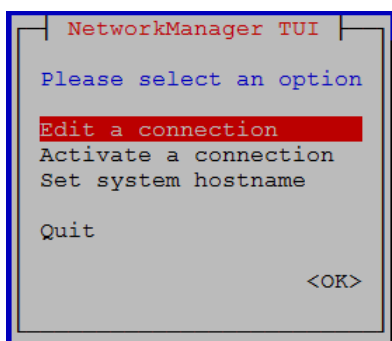 NetworkManager TUI
Please select an option
Edit a connection
Activate a connection
Set system hostname
Quit
<OK>